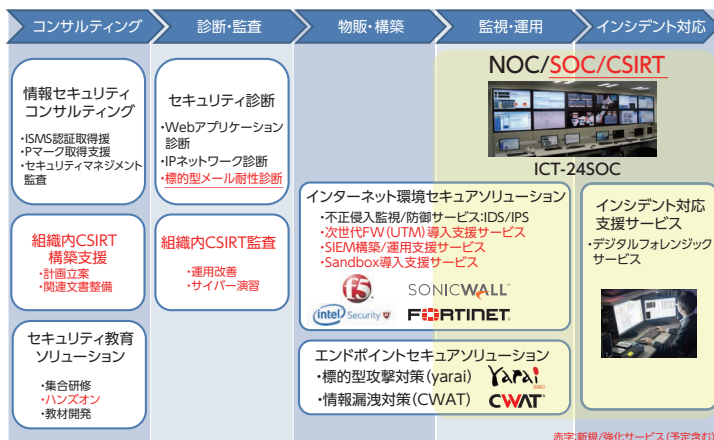 コンサルティング
診断・監査
物販・構築
監視・運用
インシデント対応
情報セキュリティ
コンサルティング
・ISMS認証取得援
・Pマーク取得支援
・セキュリティマネジメント
監査
組織内CSIRT
構築支援
・計画立案
・関連文書整備
セキュリティ教育
ソリューション
・集合研修
・ハンズオン
・教材開発
セキュリティ診断
・Webアプリケーション
診断
・IPネットワーク診断
・標的型メール耐性診断
組織内CSIRT監査
・運用改善
・サイバー演習
NOC/SOC/CSIRT
ICT-24SOC
インターネット環境セキュアソリューション
・不正侵入監視/防御サービス:IDS/IPS
・次世代FW(UTM)導入支援サービス
・SIEM構築/運用支援サービス
・Sandbox導入支援サービス
f5
SONICWALL
intel Security
FORTINET
エンドポイントセキュアソリューション
・標的型攻撃対策(yarai)
Yarai
・情報漏洩対策(CWAT)
CWAT
インシデント対応
支援サービス
・デジタルフォレンジック
サービス
赤字:新規/強化サービス(予定含む)